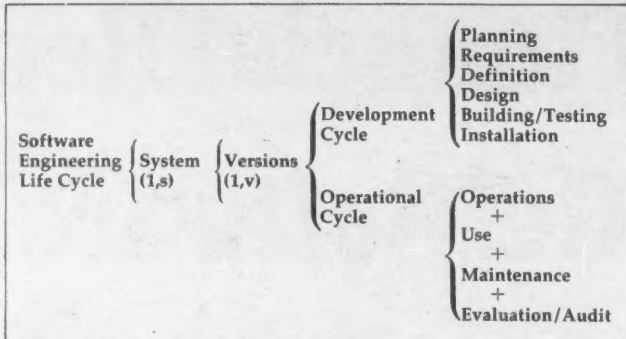 Software
Engineering
Life Cycle
System
(1,s)
Versions
(1,v)
Development
Cycle
Planning
Requirements
Definition
Design
Building/Testing
Installation
Operational
Cycle
Operations
+
Use
+
Maintenance
+
Evaluation/Audit